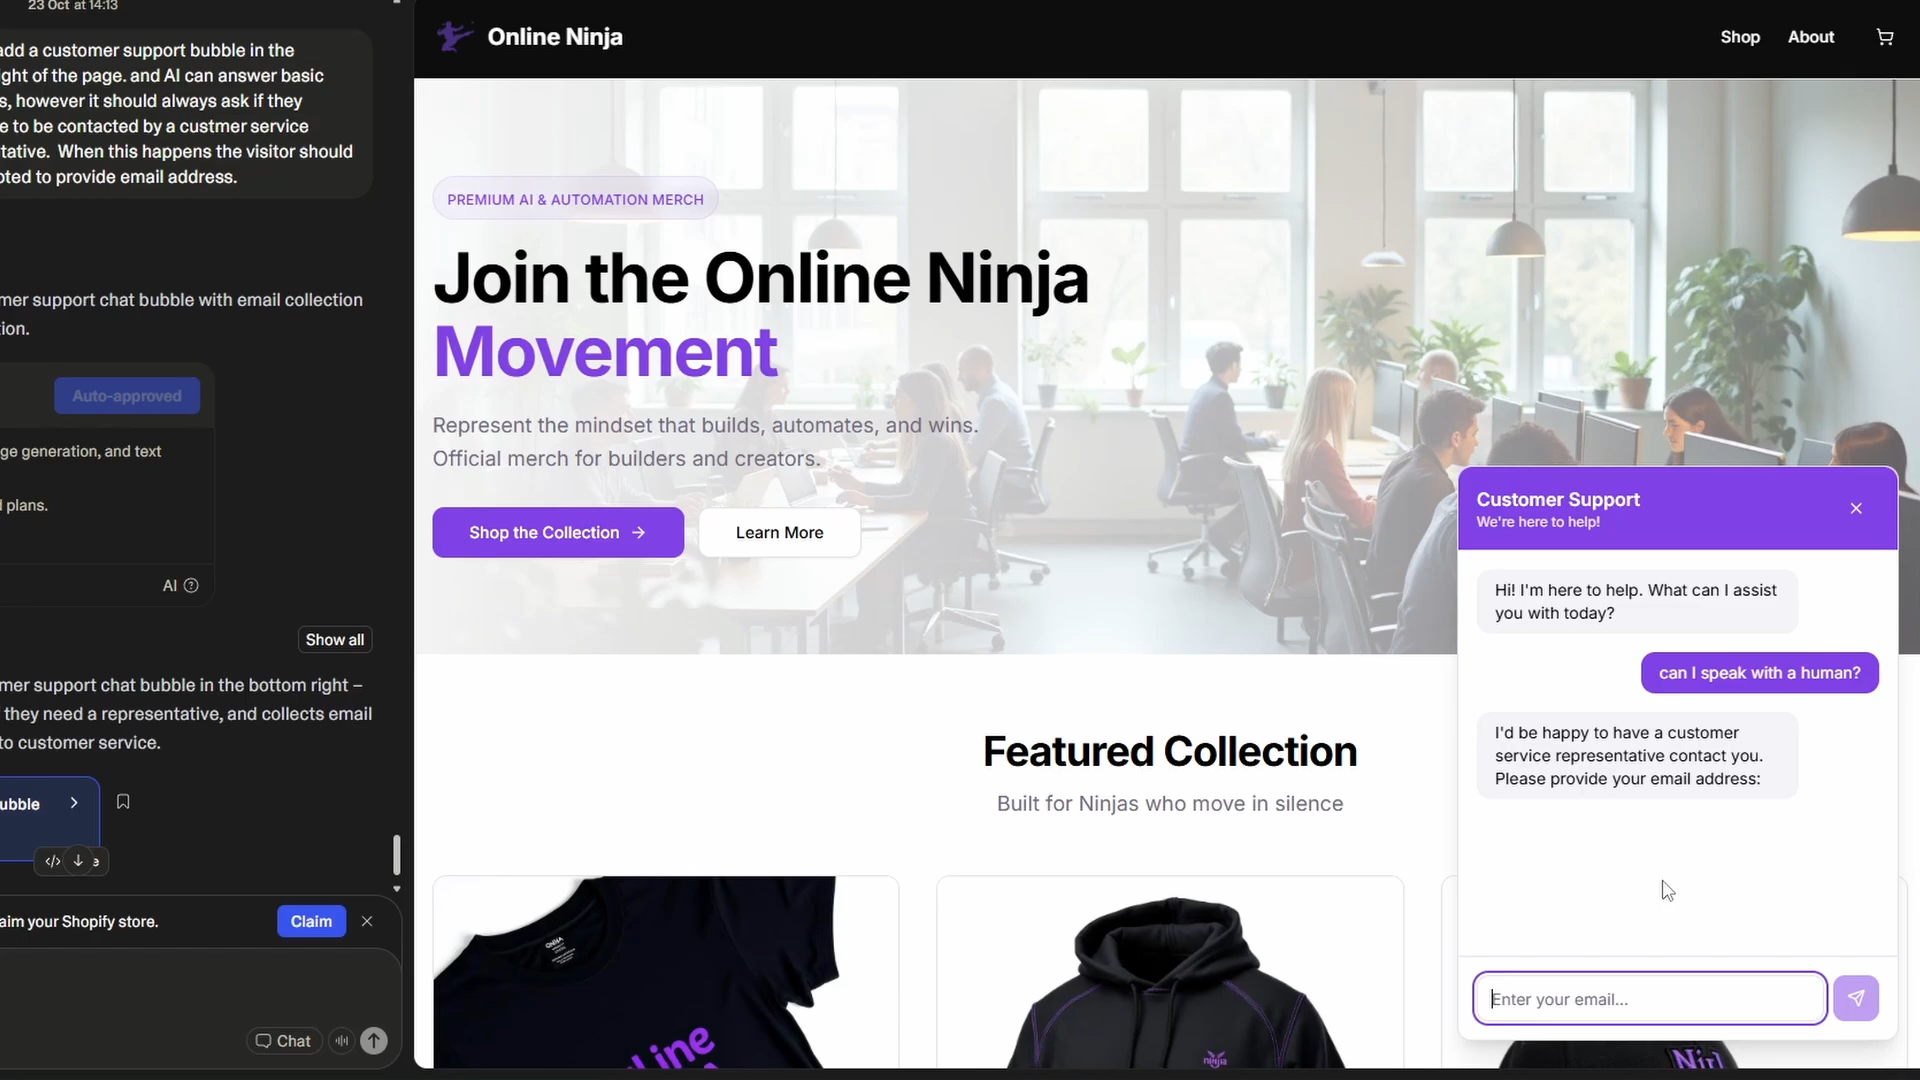 23 Oct at 14:13
add a customer support bubble in the
ight of the page. and AI can answer basic
s, however it should always ask if they
e to be contacted by a custmer service
tative. When this happens the visitor should
oted to provide email address.
mer support chat bubble with email collection
tion.
Auto-approved
ge generation, and text
d plans.
AI
Show all
mer support chat bubble in the bottom right –
they need a representative, and collects email
to customer service.
ubble
aim your Shopify store.
Claim
Chat
Online Ninja
Shop
About
PREMIUM AI & AUTOMATION MERCH
Join the Online Ninja
Movement
Represent the mindset that builds, automates, and wins.
Official merch for builders and creators.
Shop the Collection
Learn More
Featured Collection
Built for Ninjas who move in silence
line
ninja
Customer Support
We're here to help!
Hi! I'm here to help. What can I assist
you with today?
can I speak with a human?
I'd be happy to have a customer
service representative contact you.
Please provide your email address:
Enter your email...